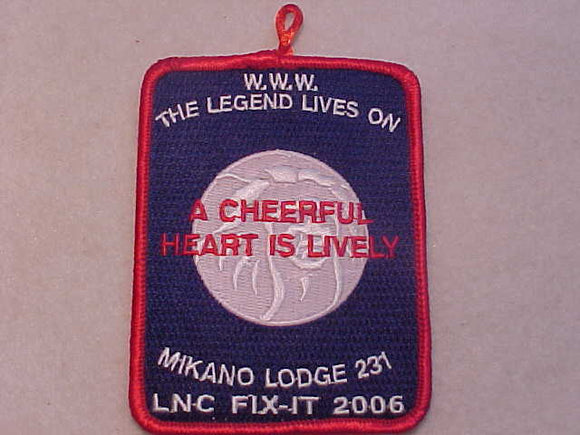 W.W.W.
THE LEGEND LIVES ON
A CHEERFUL
HEART IS LIVELY
MIKANO LODGE 231
LNC FIX-IT 2006